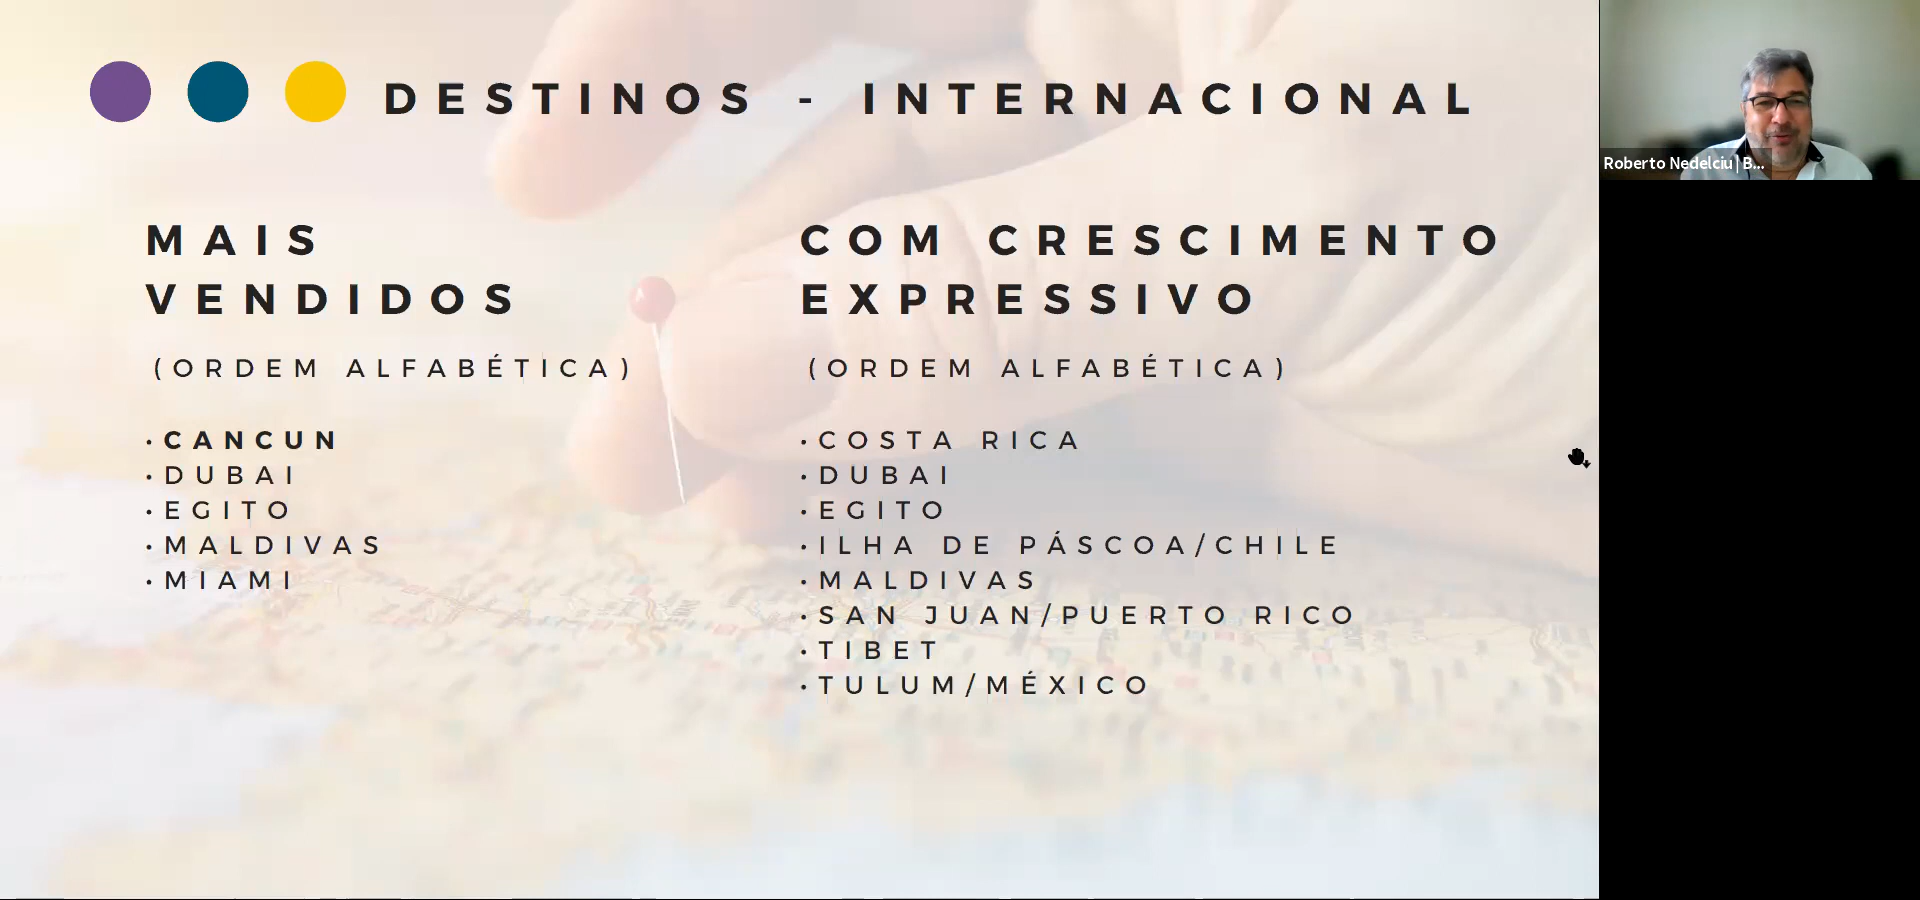 DESTINOS - INTERNACIONAL
MAIS
VENDIDOS
(ORDEM ALFABÉTICA)
• CANCUN
• DUBAI
• EGITO
• MALDIVAS
• MIAMI
COM CRESCIMENTO
EXPRESSIVO
(ORDEM ALFABÉTICA)
• COSTA RICA
• DUBAI
• EGITO
• ILHA DE PÁSCOA/CHILE
• MALDIVAS
• SAN JUAN/PUERTO RICO
• TIBET
• TULUM/MÉXICO
Roberto Nedelciu | B...